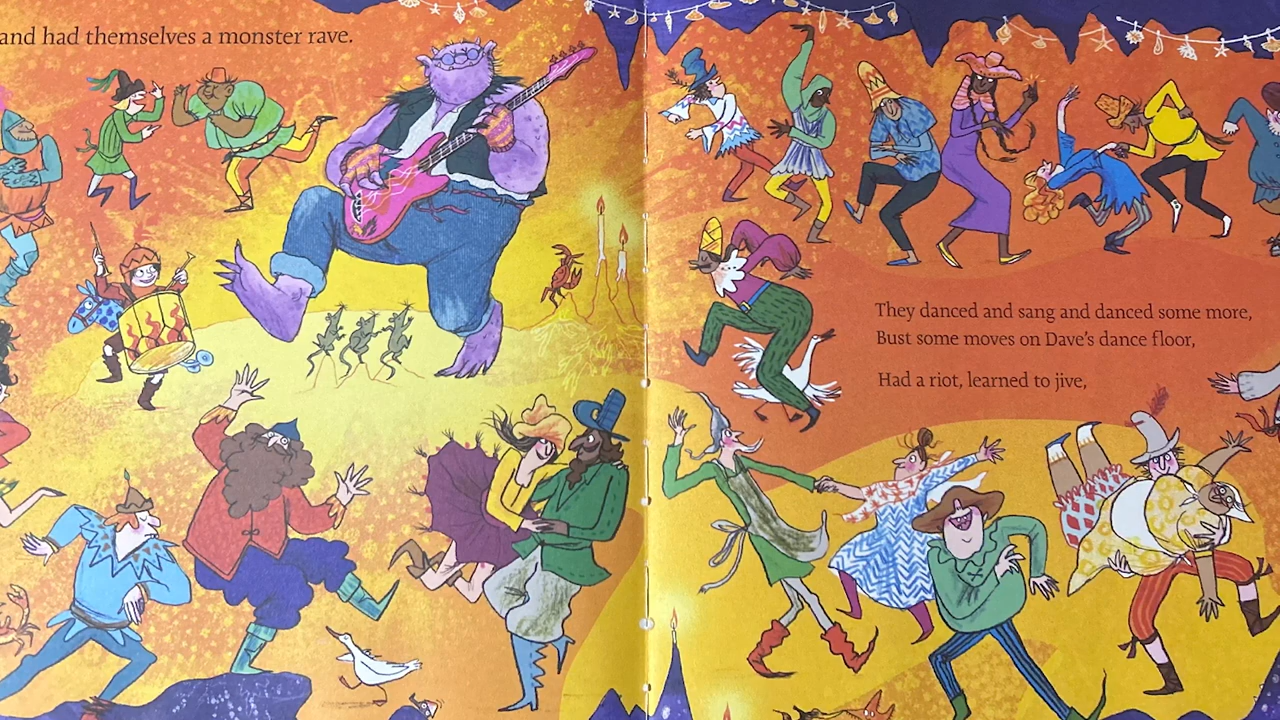 and had themselves a monster rave.
They danced and sang and danced some more,
Bust some moves on Dave's dance floor,
Had a riot, learned to jive,